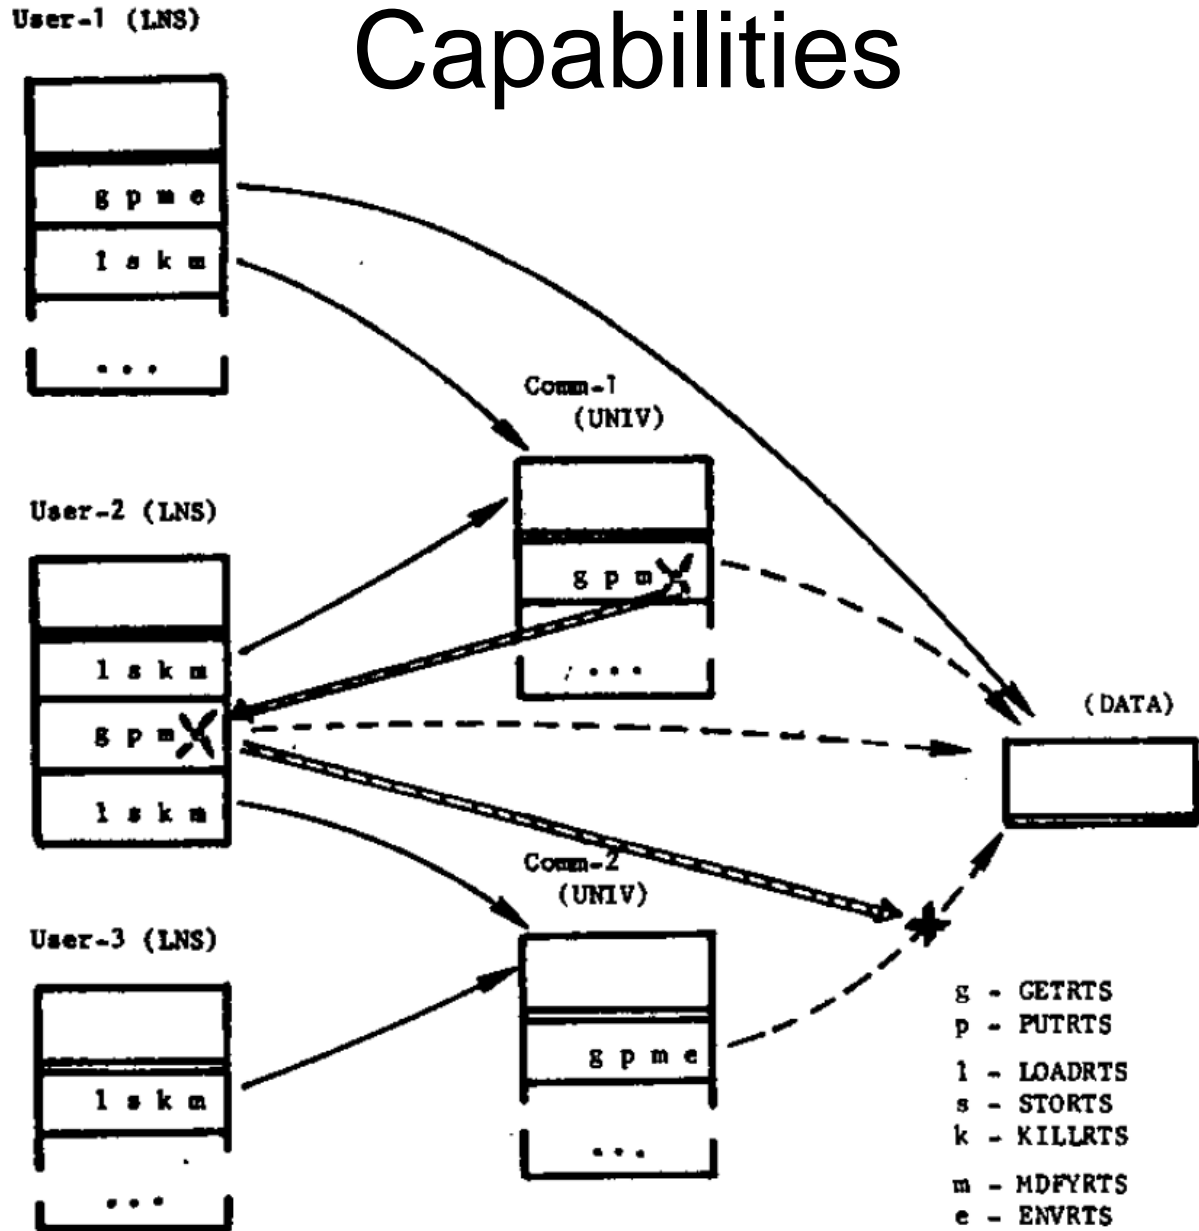 Capabilities
User-1 (LNS)
g p m e
l s k m
...
Comm-1
(UNIV)
g p m
...
User-2 (LNS)
l s k m
g p m
l s k m
(DATA)
Comm-2
(UNIV)
g p m e
...
User-3 (LNS)
l s k m
...
g - GETRTS
p - PUTRTS
l - LOADRTS
s - STORTS
k - KILLRTS
m - MDFYRTS
e - ENVRTS